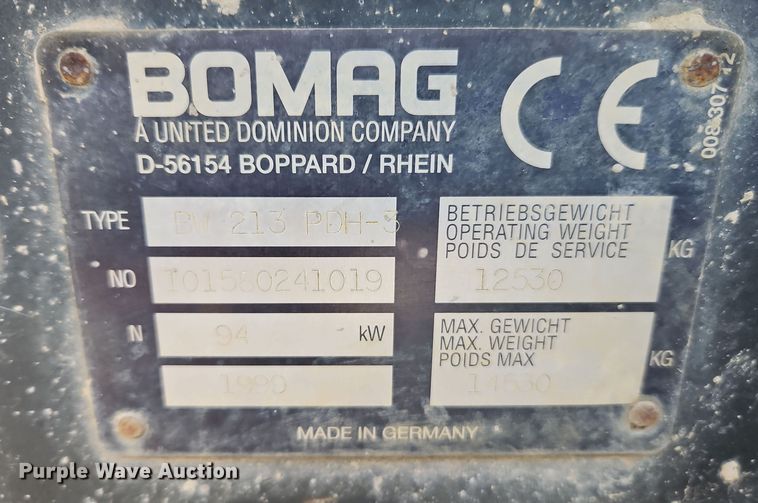 BOMAG
A UNITED DOMINION COMPANY
D-56154 BOPPARD / RHEIN
CE
008 307 12
TYPE BW 213 PDH-3
NO 101580241019
N 94 kW
BETRIEBSGEWICHT
OPERATING WEIGHT
POIDS DE SERVICE
12530 KG
MAX. GEWICHT
MAX. WEIGHT
POIDS MAX
KG
MADE IN GERMANY
Purple Wave Auction